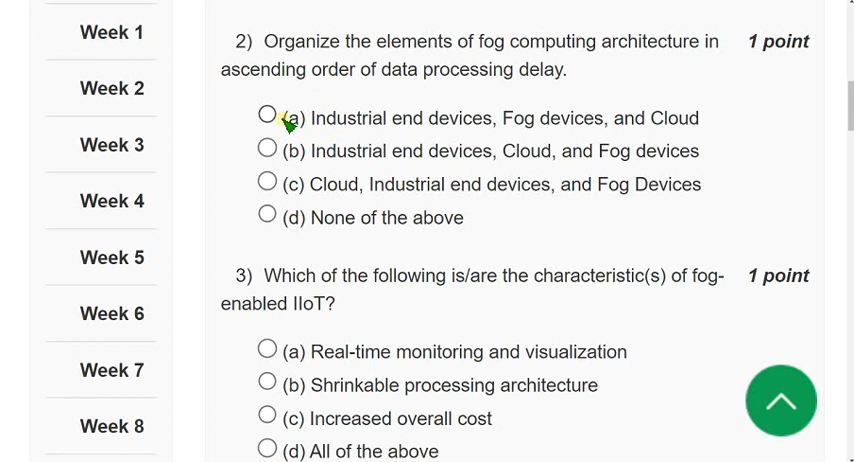 Week 1
Week 2
Week 3
Week 4
Week 5
Week 6
Week 7
Week 8
2) Organize the elements of fog computing architecture in 1 point
ascending order of data processing delay.
(a) Industrial end devices, Fog devices, and Cloud
(b) Industrial end devices, Cloud, and Fog devices
(c) Cloud, Industrial end devices, and Fog Devices
(d) None of the above
3) Which of the following is/are the characteristic(s) of fog- 1 point
enabled IIoT?
(a) Real-time monitoring and visualization
(b) Shrinkable processing architecture
(c) Increased overall cost
(d) All of the above